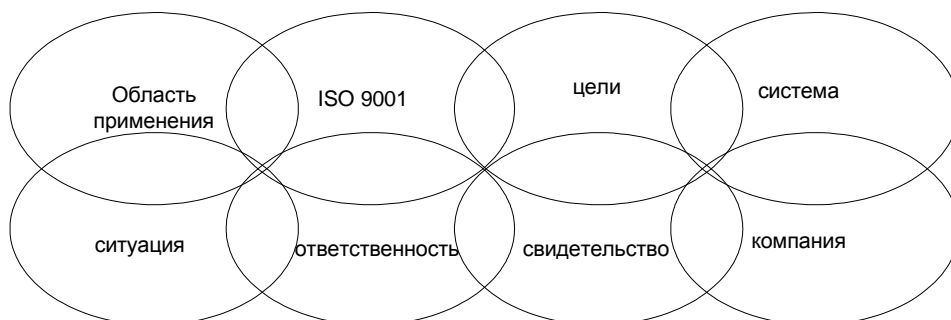 Область
применения
ISO 9001
цели
система
ситуация
ответственность
свидетельство
компания